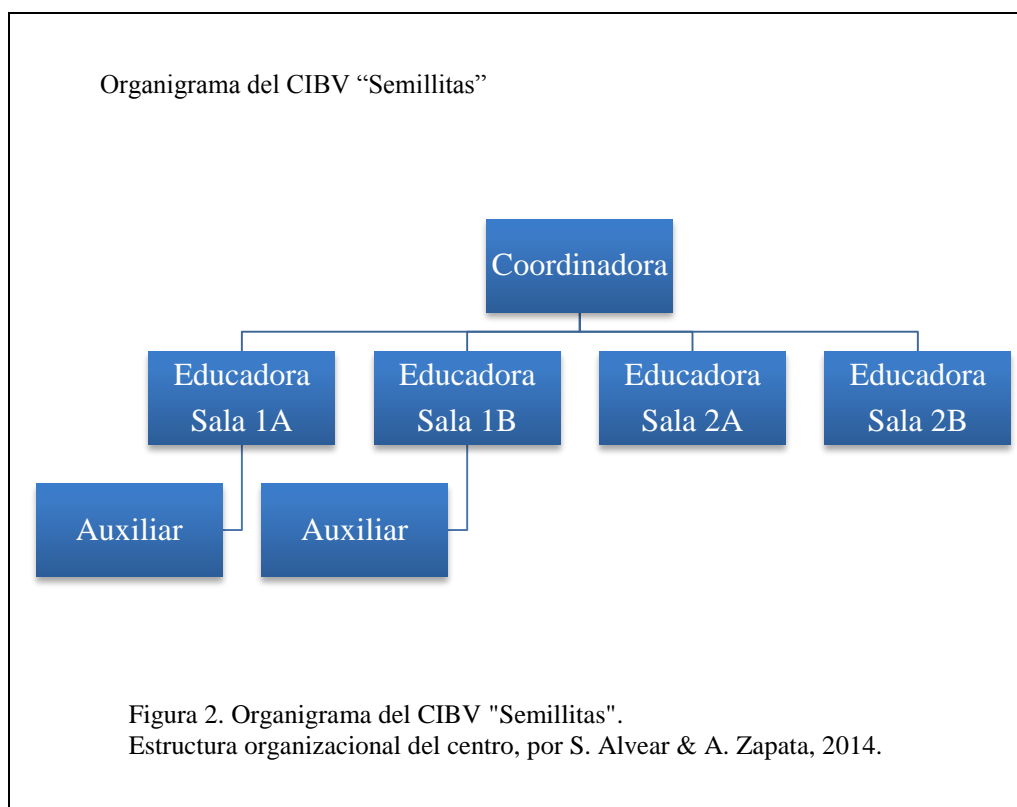 Organigrama del CIBV “Semillitas”
Coordinadora
Educadora
Sala 1A
Educadora
Sala 1B
Educadora
Sala 2A
Educadora
Sala 2B
Auxiliar
Auxiliar
Figura 2. Organigrama del CIBV "Semillitas".
Estructura organizacional del centro, por S. Alvear & A. Zapata, 2014.